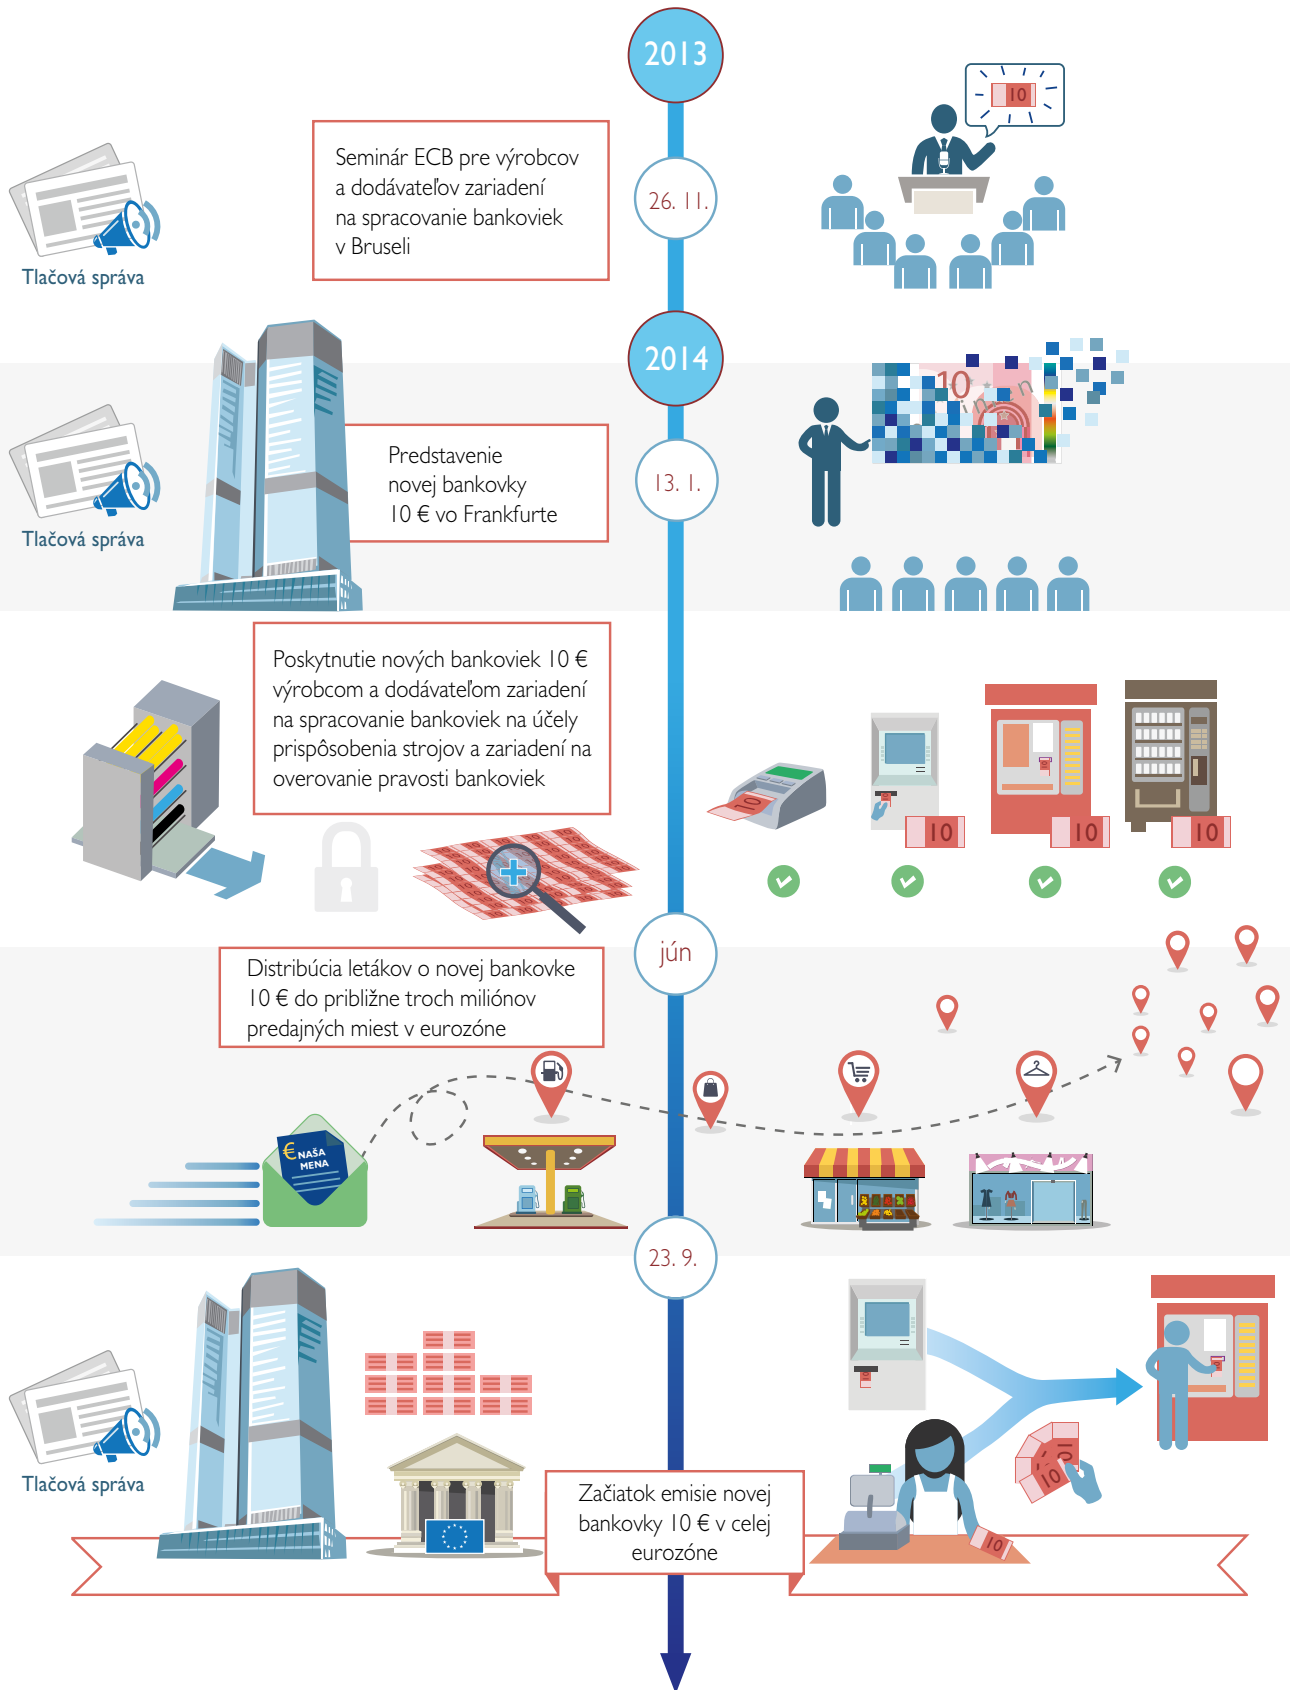 2013
10
Seminár ECB pre výrobcov
a dodávateľov zariadení
na spracovanie bankoviek
v Bruseli
26. 11.
Tlačová správa
2014
10
Predstavenie
novej bankovky
10 € vo Frankfurte
13. 1.
Tlačová správa
Poskytnutie nových bankoviek 10 €
výrobcom a dodávateľom zariadení
na spracovanie bankoviek na účely
prispôsobenia strojov a zariadení na
overovanie pravosti bankoviek
10
10
10
10
jún
Distribúcia letákov o novej bankovke
10 € do približne troch miliónov
predajných miest v eurozóne
€ NAŠA
MENA
23. 9.
Tlačová správa
10
10
Začiatok emisie novej
bankovky 10 € v celej
eurozóne
10